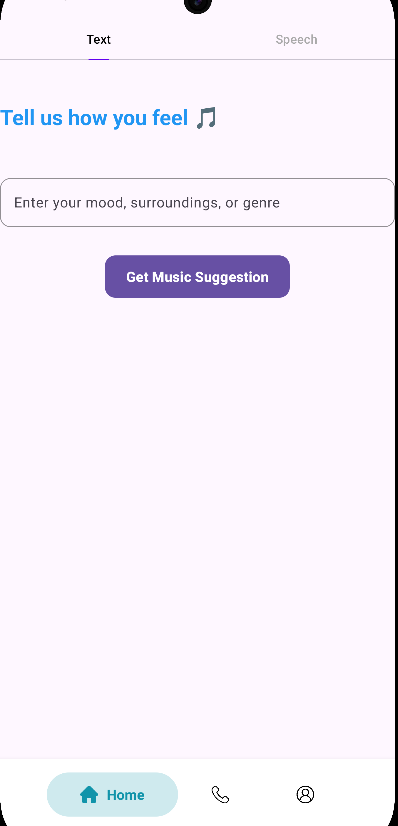 Text
Speech
Tell us how you feel 🎵
Enter your mood, surroundings, or genre
Get Music Suggestion
Home